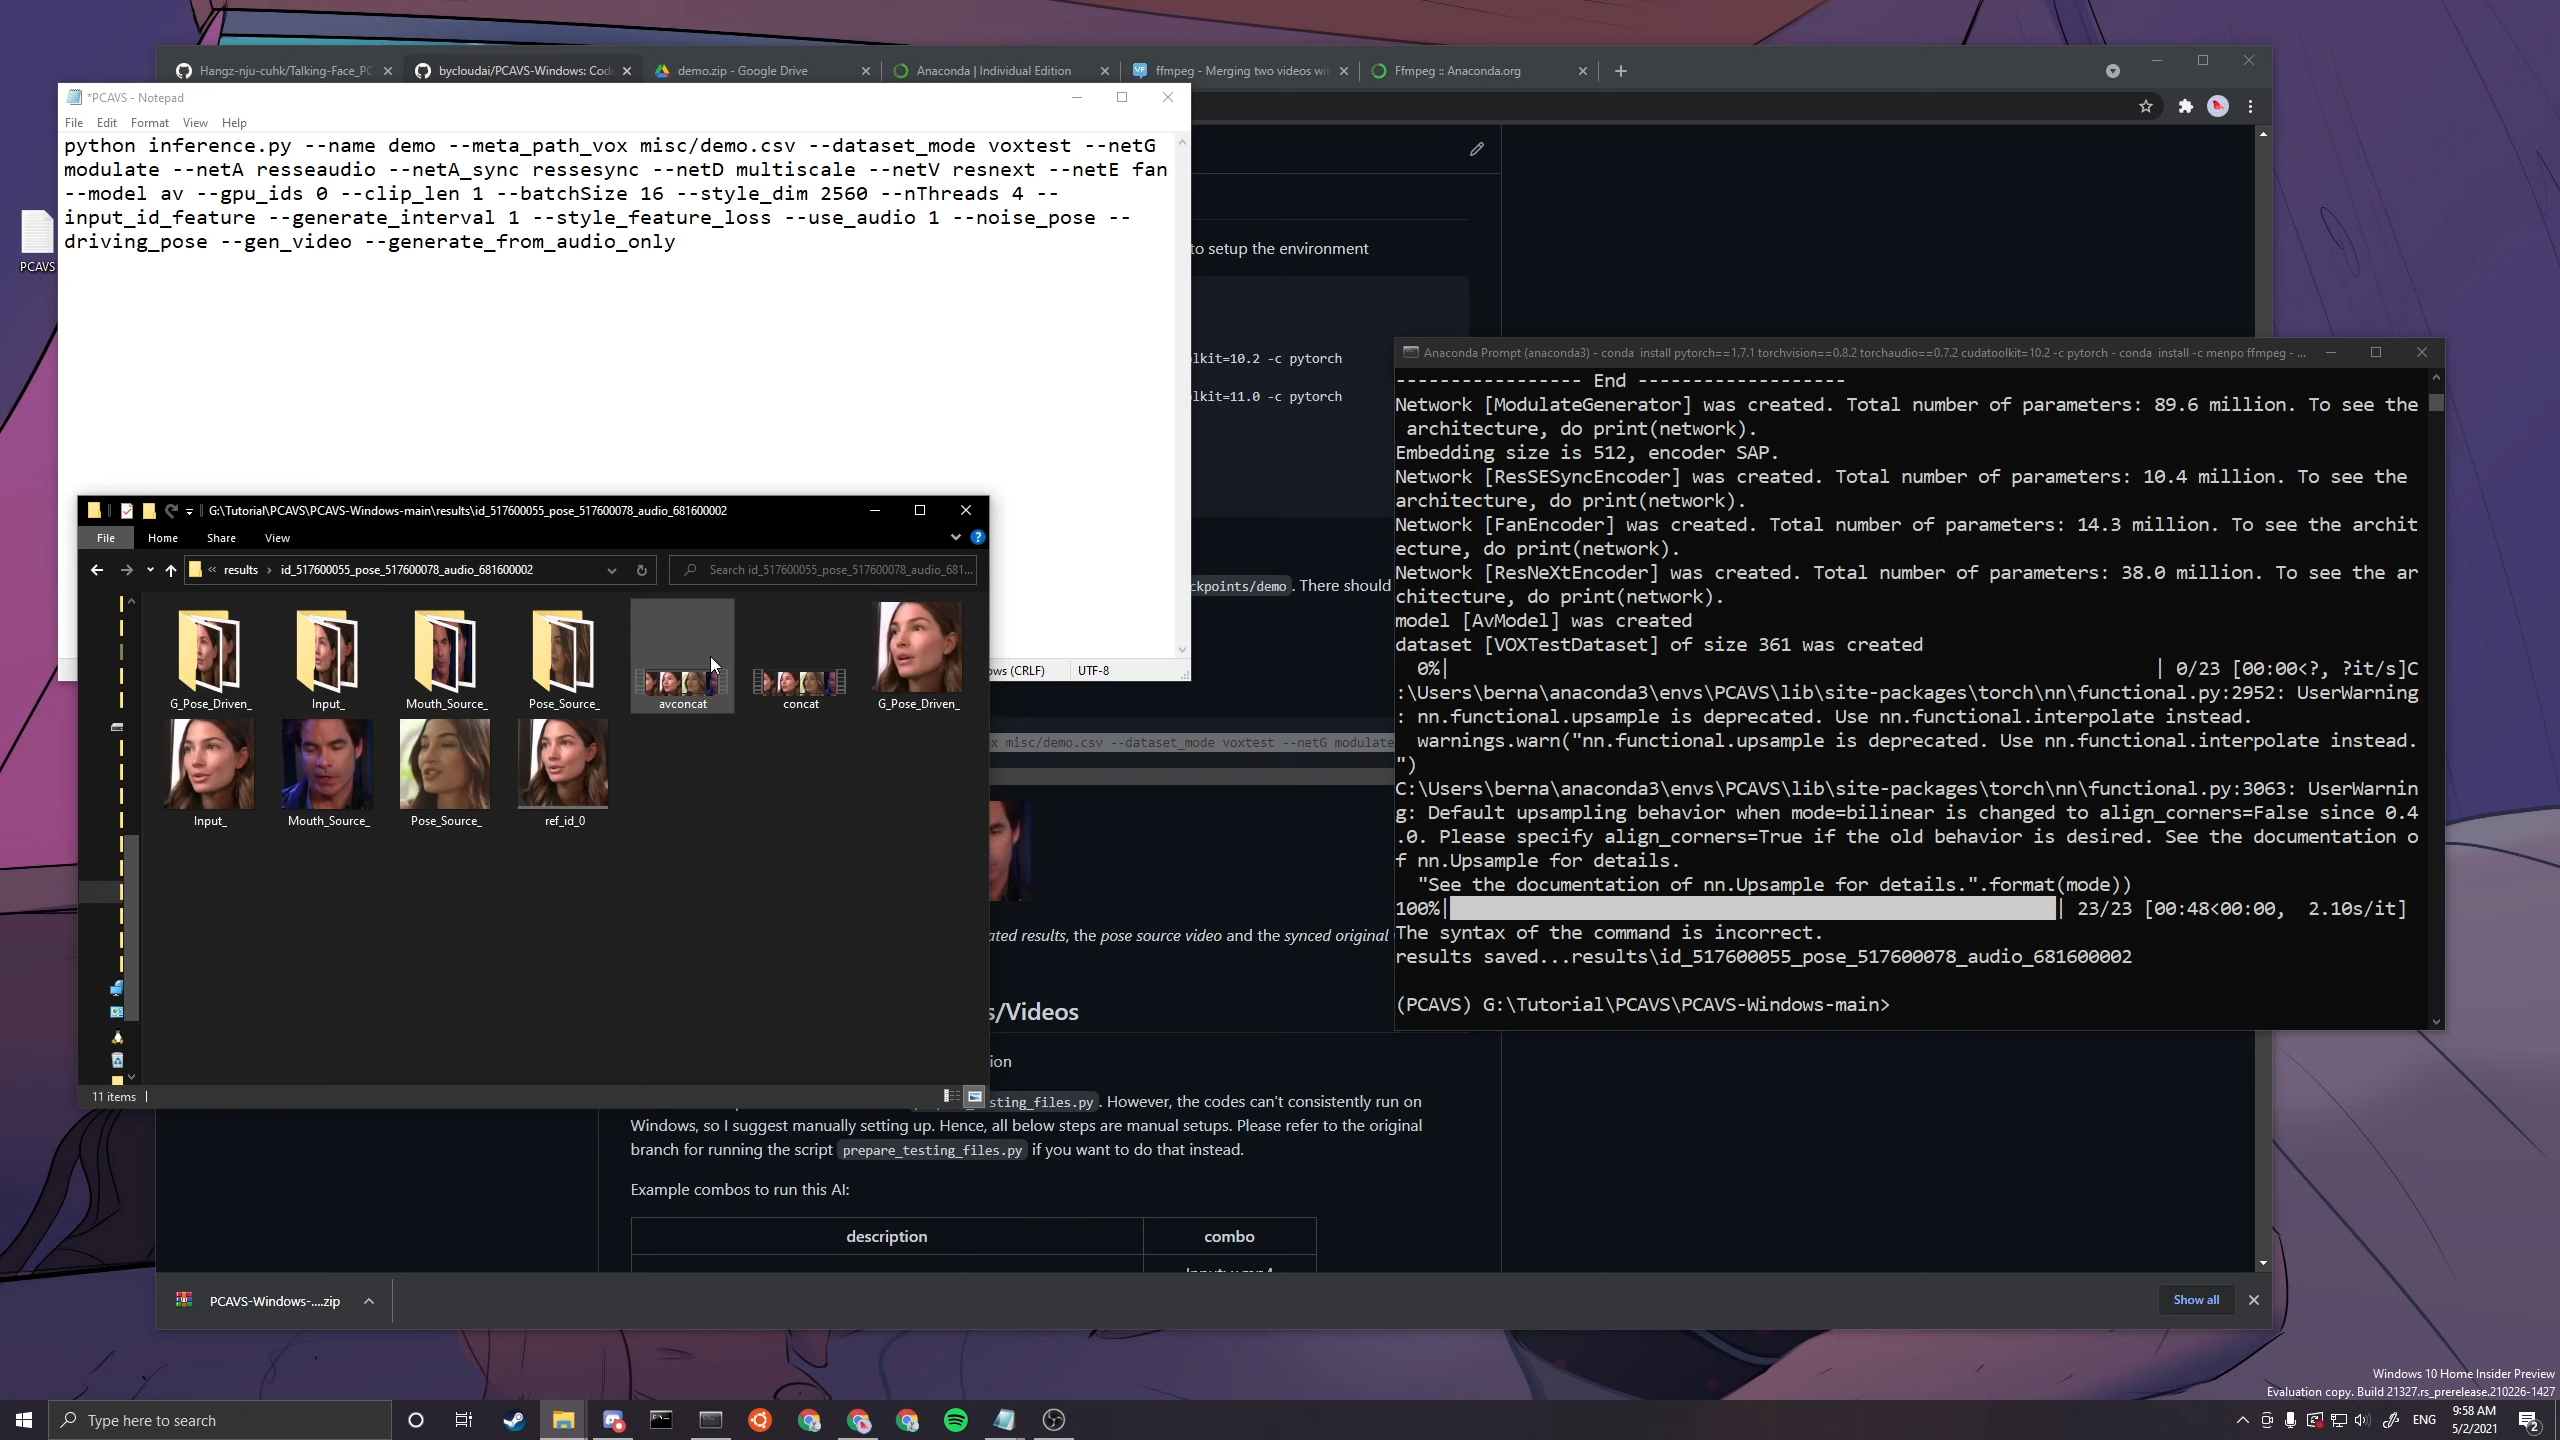 Hangz-nju-cuhk/Talking-Face_PC
bycloudai/PCAVS-Windows: Cod
demo.zip - Google Drive
Anaconda | Individual Edition
ffmpeg - Merging two videos wit
Ffmpeg :: Anaconda.org
*PCAVS - Notepad
File Edit Format View Help
python inference.py --name demo --meta_path_vox misc/demo.csv --dataset_mode voxtest --netG
modulate --netA resseaudio --netA_sync ressesync --netD multiscale --netV resnext --netE fan
--model av --gpu_ids 0 --clip_len 1 --batchSize 16 --style_dim 2560 --nThreads 4 --
input_id_feature --generate_interval 1 --style_feature_loss --use_audio 1 --noise_pose --
driving_pose --gen_video --generate_from_audio_only
ows (CRLF)
UTF-8
PCAVS
to setup the environment
lkit=10.2 -c pytorch
lkit=11.0 -c pytorch
ckpoints/demo . There should
x misc/demo.csv --dataset_mode voxtest --netG modulate
ated results, the pose source video and the synced original
s/Videos
ion
sting_files.py . However, the codes can't consistently run on
Windows, so I suggest manually setting up. Hence, all below steps are manual setups. Please refer to the original
branch for running the script prepare_testing_files.py if you want to do that instead.
Example combos to run this AI:
description combo
G:\Tutorial\PCAVS\PCAVS-Windows-main\results\id_517600055_pose_517600078_audio_681600002
File Home Share View
« results › id_517600055_pose_517600078_audio_681600002
Search id_517600055_pose_517600078_audio_681...
G_Pose_Driven_
Input_
Mouth_Source_
Pose_Source_
avconcat
concat
G_Pose_Driven_
Input_
Mouth_Source_
Pose_Source_
ref_id_0
11 items
Anaconda Prompt (anaconda3) - conda install pytorch==1.7.1 torchvision==0.8.2 torchaudio==0.7.2 cudatoolkit=10.2 -c pytorch - conda install -c menpo ffmpeg - ...
----------------- End -------------------
Network [ModulateGenerator] was created. Total number of parameters: 89.6 million. To see the
architecture, do print(network).
Embedding size is 512, encoder SAP.
Network [ResSESyncEncoder] was created. Total number of parameters: 10.4 million. To see the
architecture, do print(network).
Network [FanEncoder] was created. Total number of parameters: 14.3 million. To see the archit
ecture, do print(network).
Network [ResNeXtEncoder] was created. Total number of parameters: 38.0 million. To see the ar
chitecture, do print(network).
model [AvModel] was created
dataset [VOXTestDataset] of size 361 was created
0%| | 0/23 [00:00<?, ?it/s]C
:\Users\berna\anaconda3\envs\PCAVS\lib\site-packages\torch\nn\functional.py:2952: UserWarning
: nn.functional.upsample is deprecated. Use nn.functional.interpolate instead.
warnings.warn("nn.functional.upsample is deprecated. Use nn.functional.interpolate instead.
")
C:\Users\berna\anaconda3\envs\PCAVS\lib\site-packages\torch\nn\functional.py:3063: UserWarnin
g: Default upsampling behavior when mode=bilinear is changed to align_corners=False since 0.4
.0. Please specify align_corners=True if the old behavior is desired. See the documentation o
f nn.Upsample for details.
"See the documentation of nn.Upsample for details.".format(mode))
100%| | 23/23 [00:48<00:00, 2.10s/it]
The syntax of the command is incorrect.
results saved...results\id_517600055_pose_517600078_audio_681600002
(PCAVS) G:\Tutorial\PCAVS\PCAVS-Windows-main>
PCAVS-Windows-....zip
Show all
Windows 10 Home Insider Preview
Evaluation copy. Build 21327.rs_prerelease.210226-1427
Type here to search
ENG
9:58 AM
5/2/2021
2